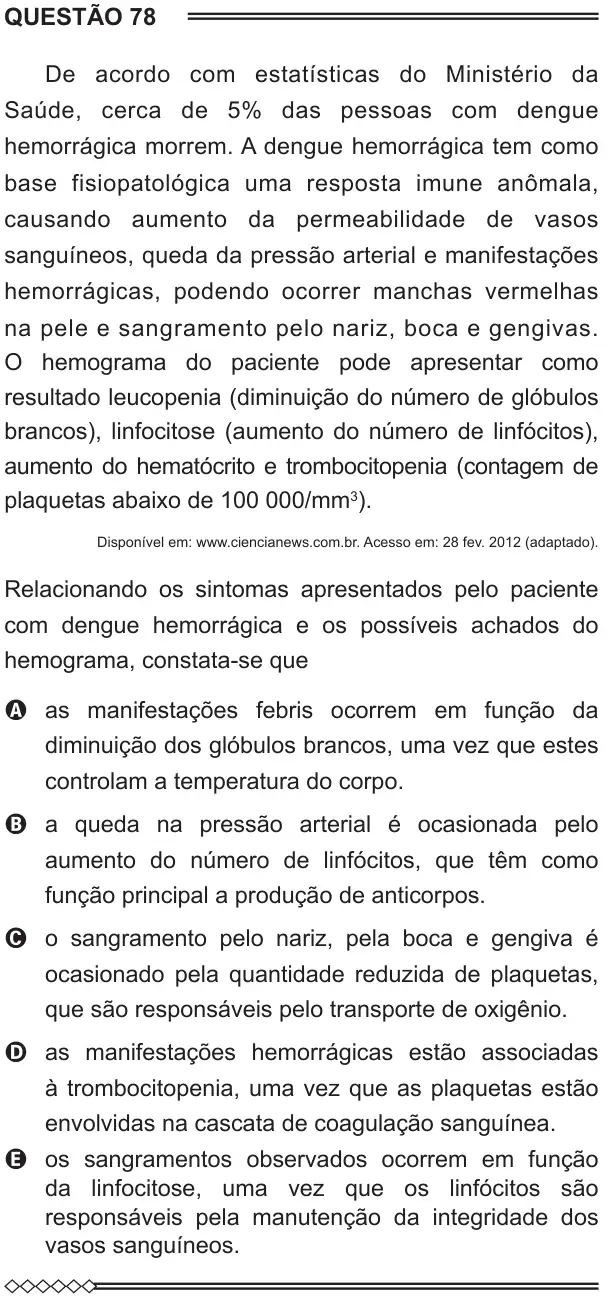 QUESTÃO 78
De acordo com estatísticas do Ministério da
Saúde, cerca de 5% das pessoas com dengue
hemorrágica morrem. A dengue hemorrágica tem como
base fisiopatológica uma resposta imune anômala,
causando aumento da permeabilidade de vasos
sanguíneos, queda da pressão arterial e manifestações
hemorrágicas, podendo ocorrer manchas vermelhas
na pele e sangramento pelo nariz, boca e gengivas.
O hemograma do paciente pode apresentar como
resultado leucopenia (diminuição do número de glóbulos
brancos), linfocitose (aumento do número de linfócitos),
aumento do hematócrito e trombocitopenia (contagem de
plaquetas abaixo de 100 000/mm³).
Disponível em: www.ciencianews.com.br. Acesso em: 28 fev. 2012 (adaptado).
Relacionando os sintomas apresentados pelo paciente
com dengue hemorrágica e os possíveis achados do
hemograma, constata-se que
A as manifestações febris ocorrem em função da
diminuição dos glóbulos brancos, uma vez que estes
controlam a temperatura do corpo.
B a queda na pressão arterial é ocasionada pelo
aumento do número de linfócitos, que têm como
função principal a produção de anticorpos.
C o sangramento pelo nariz, pela boca e gengiva é
ocasionado pela quantidade reduzida de plaquetas,
que são responsáveis pelo transporte de oxigênio.
D as manifestações hemorrágicas estão associadas
à trombocitopenia, uma vez que as plaquetas estão
envolvidas na cascata de coagulação sanguínea.
E os sangramentos observados ocorrem em função
da linfocitose, uma vez que os linfócitos são
responsáveis pela manutenção da integridade dos
vasos sanguíneos.